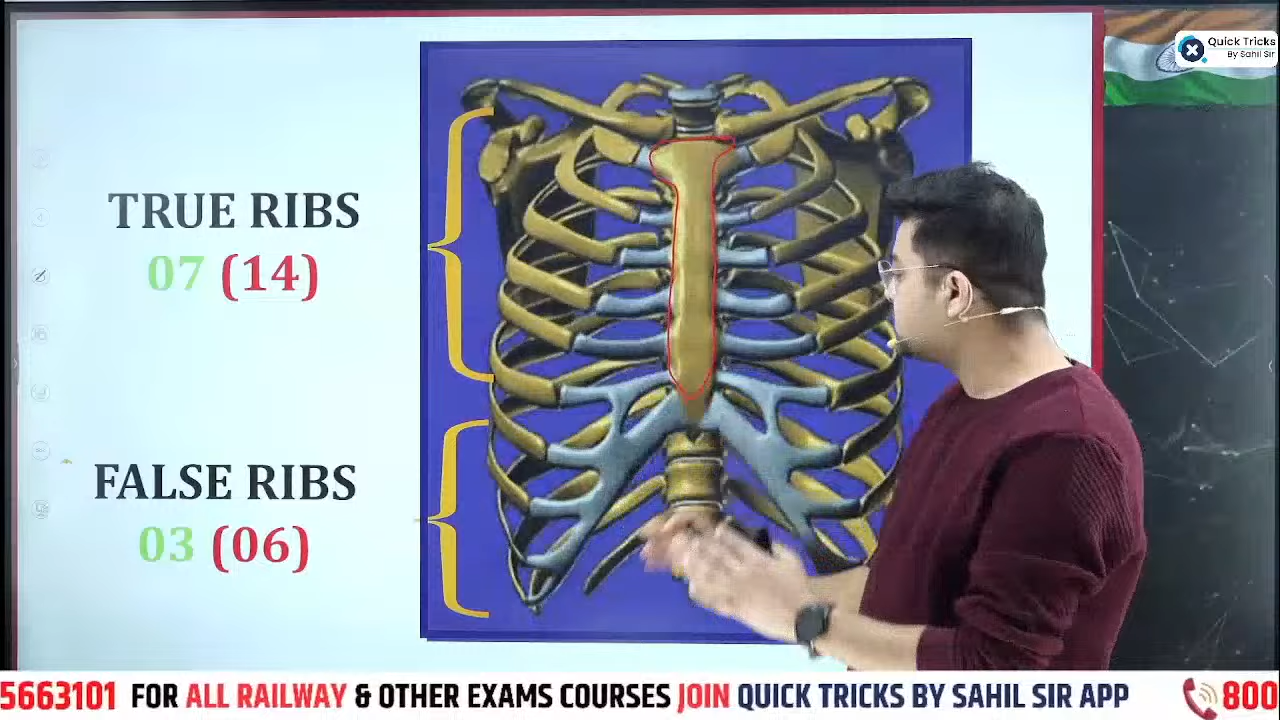 Quick Tricks
By Sahil Sir
TRUE RIBS
07 (14)
FALSE RIBS
03 (06)
5663101 FOR ALL RAILWAY & OTHER EXAMS COURSES JOIN QUICK TRICKS BY SAHIL SIR APP 800